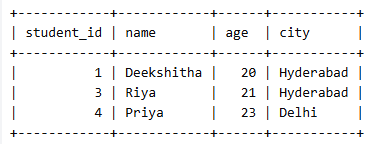 +------------+------------+------+-----------+
| student_id | name       | age  | city      |
+------------+------------+------+-----------+
|          1 | Deekshitha |   20 | Hyderabad |
|          3 | Riya       |   21 | Hyderabad |
|          4 | Priya      |   23 | Delhi     |
+------------+------------+------+-----------+